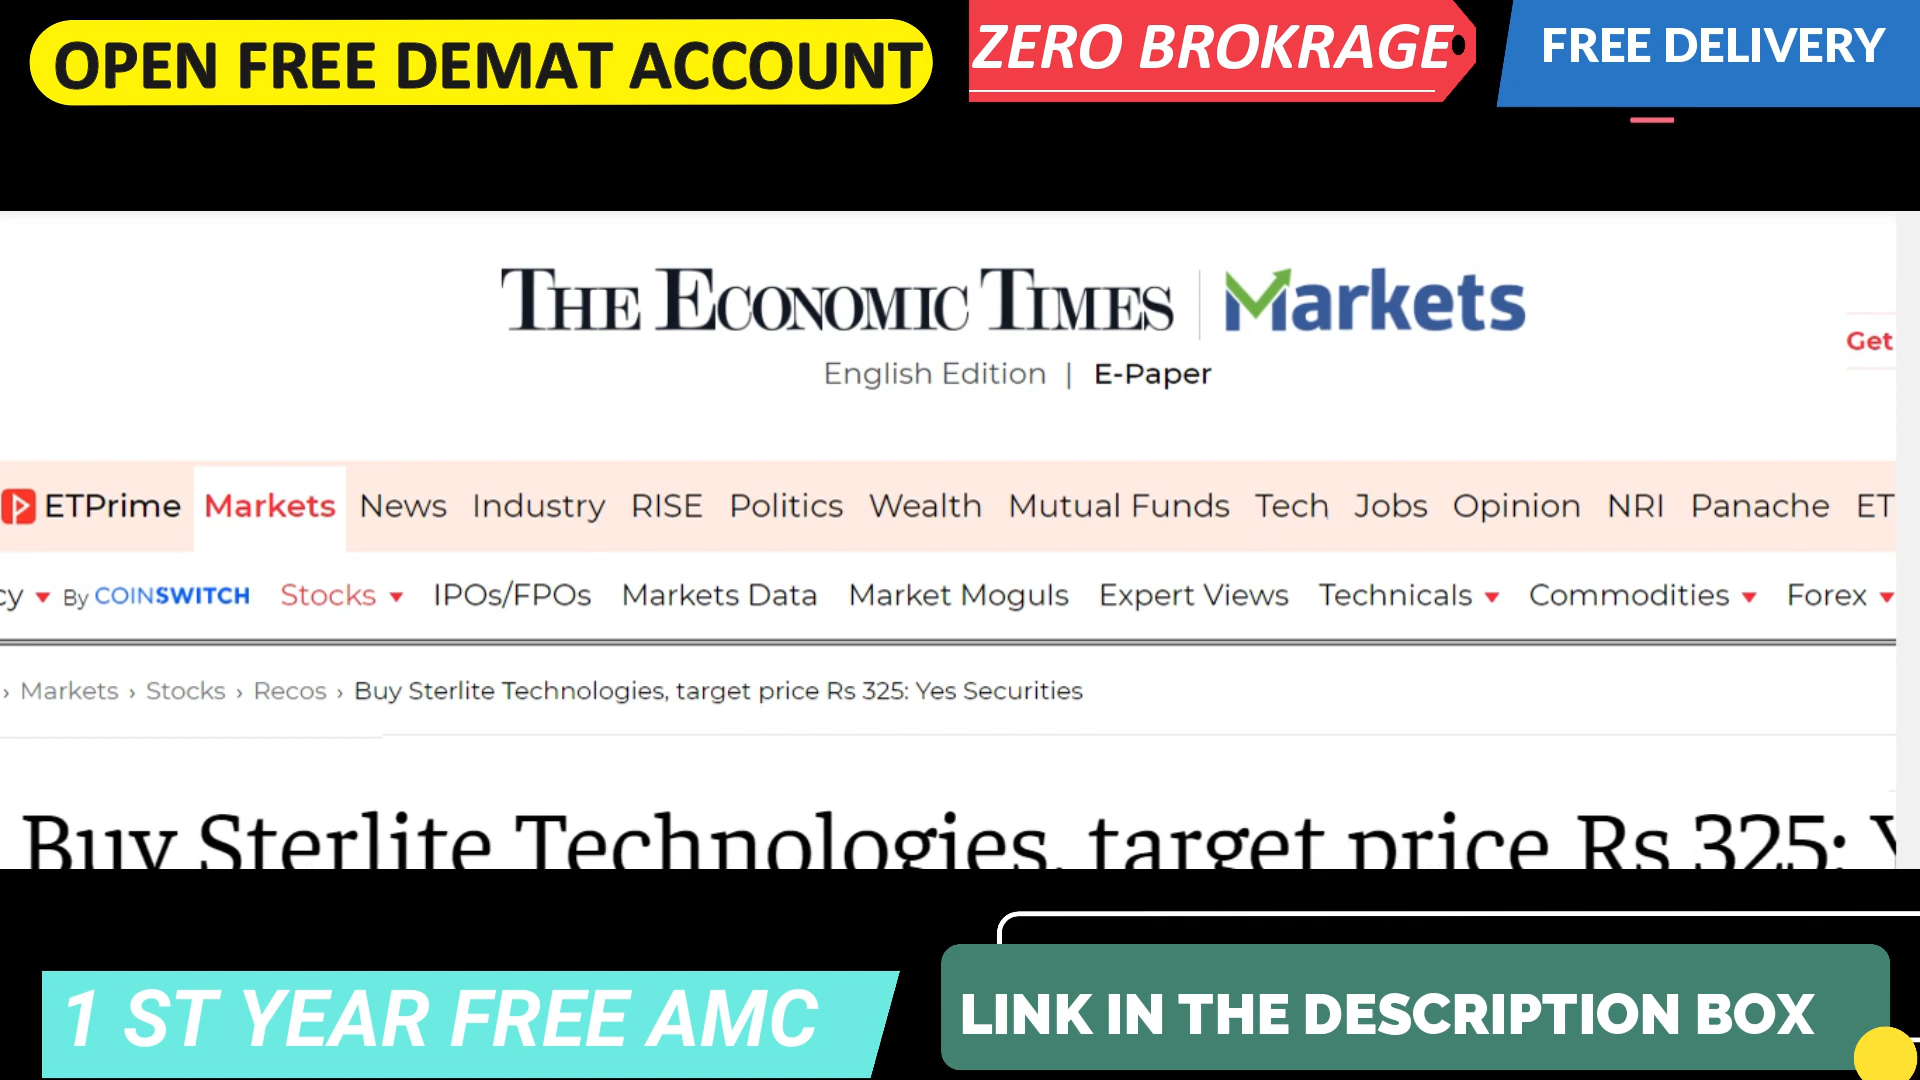 OPEN FREE DEMAT ACCOUNT
ZERO BROKRAGE
FREE DELIVERY
THE ECONOMIC TIMES | Markets
English Edition | E-Paper
Get
ETPrime Markets News Industry RISE Politics Wealth Mutual Funds Tech Jobs Opinion NRI Panache ET
cy By COINSWITCH Stocks IPOs/FPOs Markets Data Market Moguls Expert Views Technicals Commodities Forex
› Markets › Stocks › Recos › Buy Sterlite Technologies, target price Rs 325: Yes Securities
Buy Sterlite Technologies, target price Rs 325: Y
1 ST YEAR FREE AMC
LINK IN THE DESCRIPTION BOX